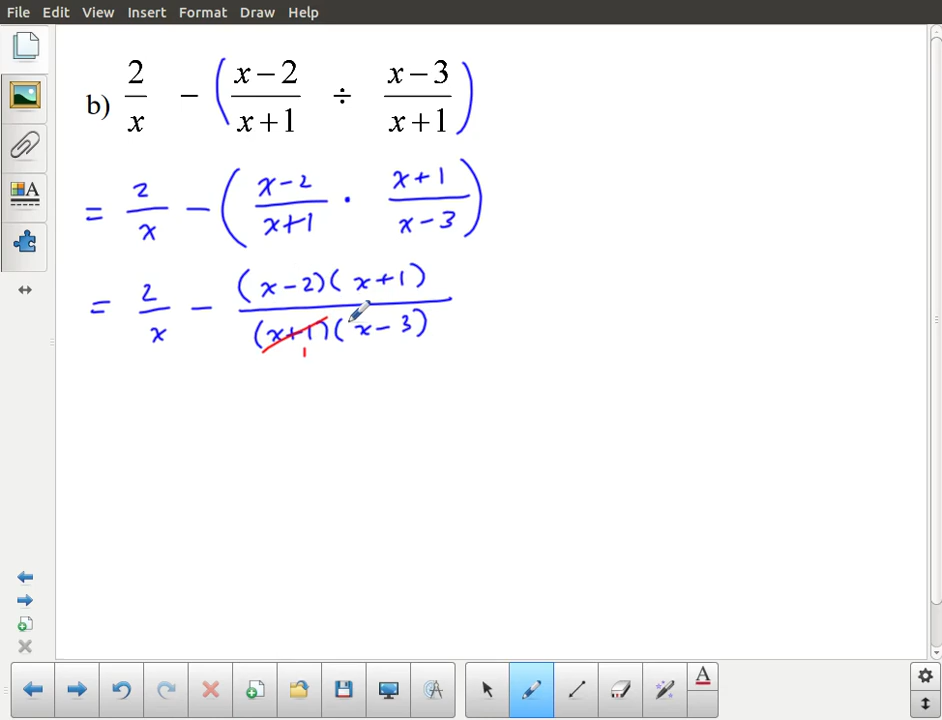 File Edit View Insert Format Draw Help
b) 2/x − ( (x−2)/(x+1) ÷ (x−3)/(x+1) )
= 2/x − ( (x−2)/(x+1) · (x+1)/(x−3) )
= 2/x − (x−2)(x+1)/(x+1)(x−3)
1
A
A